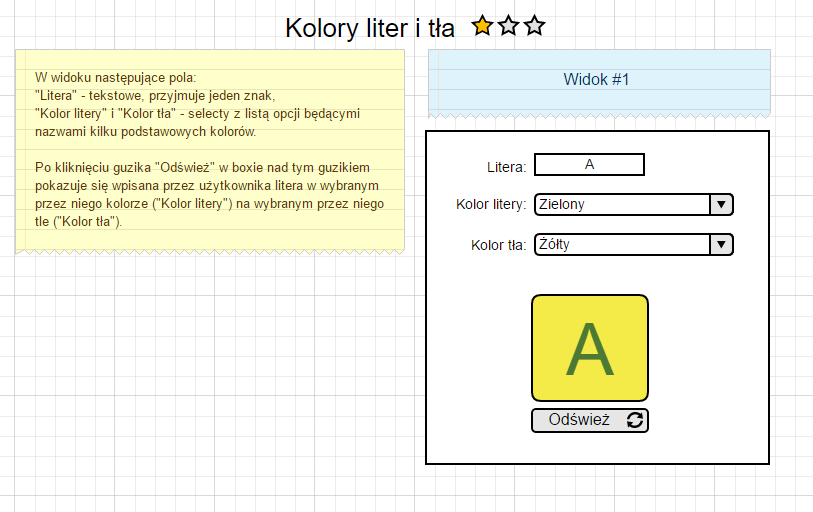 Kolory liter i tła
W widoku następujące pola:
"Litera" - tekstowe, przyjmuje jeden znak,
"Kolor litery" i "Kolor tła" - selecty z listą opcji będącymi
nazwami kilku podstawowych kolorów.
Po kliknięciu guzika "Odśwież" w boxie nad tym guzikiem
pokazuje się wpisana przez użytkownika litera w wybranym
przez niego kolorze ("Kolor litery") na wybranym przez niego
tle ("Kolor tła").
Widok #1
Litera: A
Kolor litery: Zielony
Kolor tła: Żółty
A
Odśwież